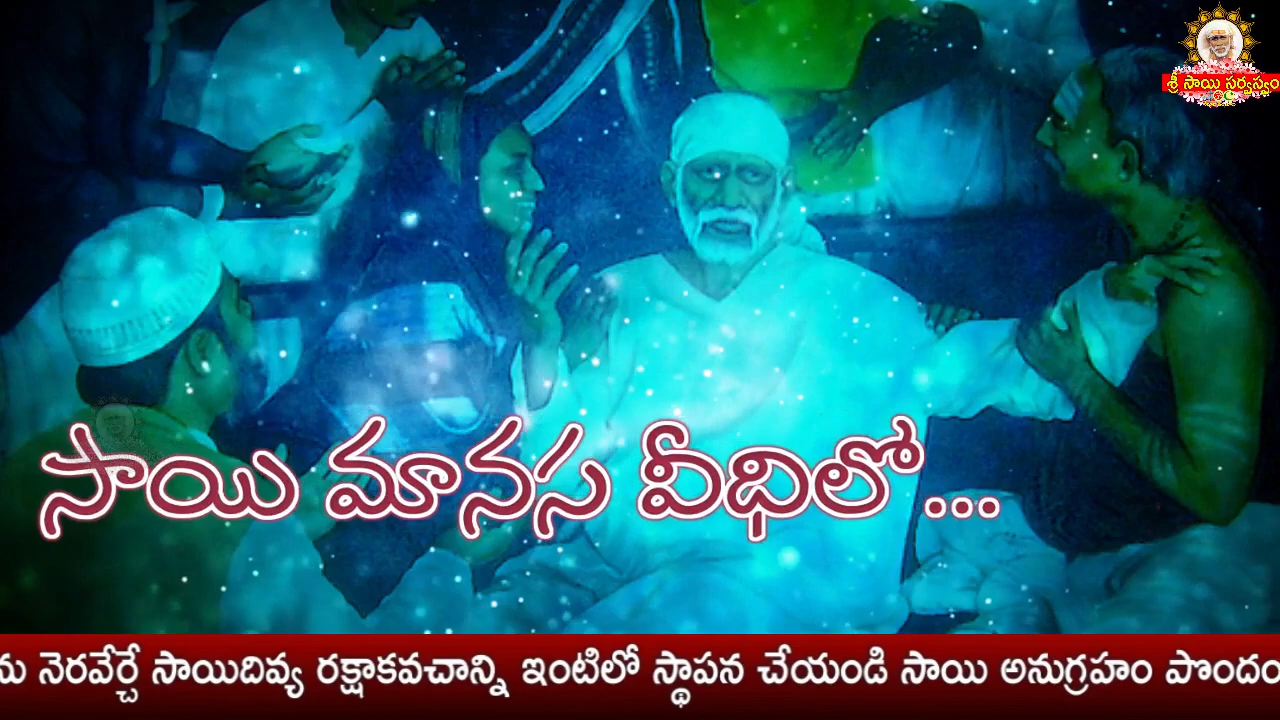 శ్రీ సాయి సర్వస్వం
సాయి మానస వీధిలో...
ను నెరవేర్చే సాయిదివ్య రక్షాకవచాన్ని ఇంటిలో స్థాపన చేయండి సాయి అనుగ్రహం పొందం